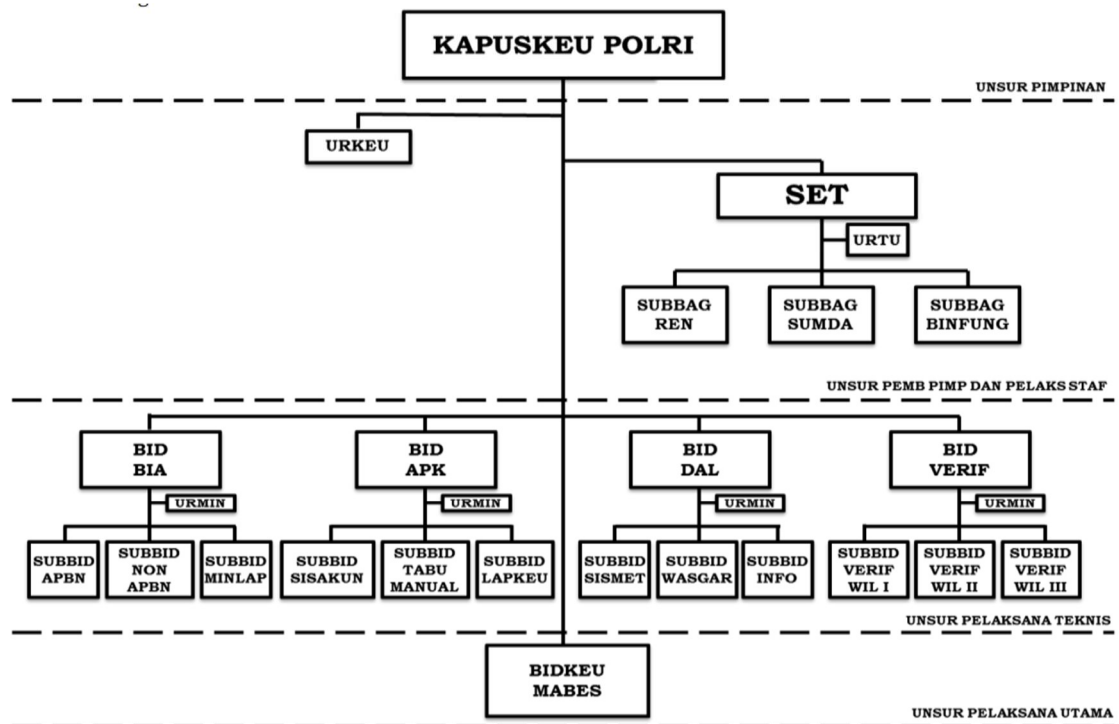 KAPUSKEU POLRI
UNSUR PIMPINAN
URKEU
SET
URTU
SUBBAG
REN
SUBBAG
SUMDA
SUBBAG
BINFUNG
UNSUR PEMB PIMP DAN PELAKS STAF
BID
BIA
BID
APK
BID
DAL
BID
VERIF
URMIN
URMIN
URMIN
URMIN
SUBBID
APBN
SUBBID
NON
APBN
SUBBID
MINLAP
SUBBID
SISAKUN
SUBBID
TABU
MANUAL
SUBBID
LAPKEU
SUBBID
SISMET
SUBBID
WASGAR
SUBBID
INFO
SUBBID
VERIF
WIL I
SUBBID
VERIF
WIL II
SUBBID
VERIF
WIL III
UNSUR PELAKSANA TEKNIS
BIDKEU
MABES
UNSUR PELAKSANA UTAMA